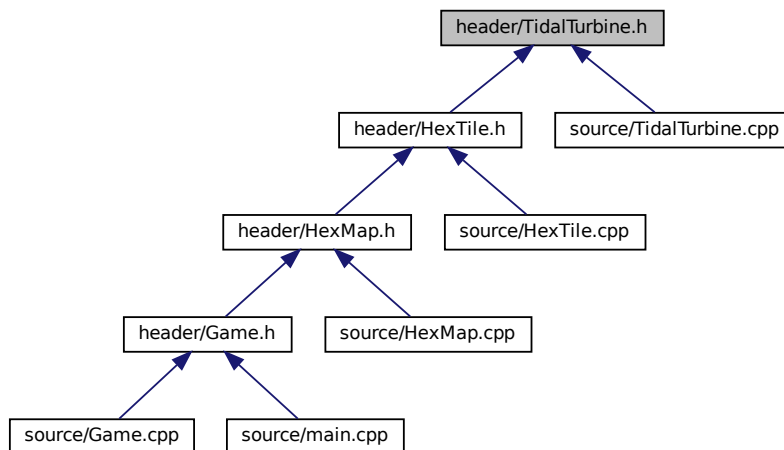 header/TidalTurbine.h
header/HexTile.h
source/TidalTurbine.cpp
header/HexMap.h
source/HexTile.cpp
header/Game.h
source/HexMap.cpp
source/Game.cpp
source/main.cpp